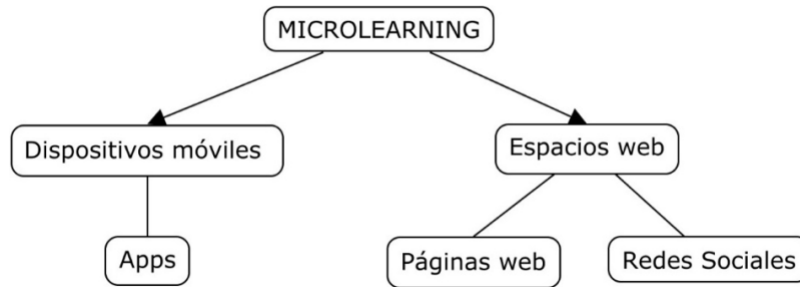 MICROLEARNING
Dispositivos móviles
Espacios web
Apps
Páginas web
Redes Sociales